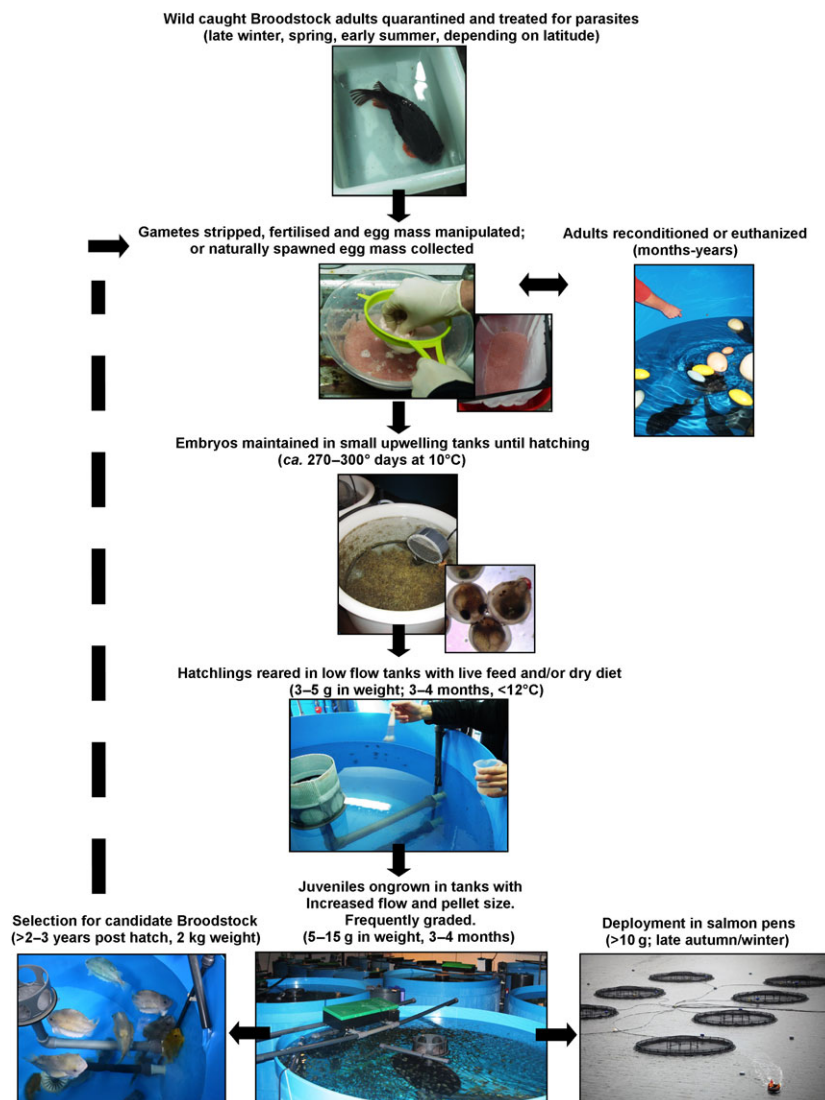 Wild caught Broodstock adults quarantined and treated for parasites
(late winter, spring, early summer, depending on latitude)
Gametes stripped, fertilised and egg mass manipulated;
or naturally spawned egg mass collected
Adults reconditioned or euthanized
(months-years)
Embryos maintained in small upwelling tanks until hatching
(ca. 270–300° days at 10°C)
Hatchlings reared in low flow tanks with live feed and/or dry diet
(3–5 g in weight; 3–4 months, <12°C)
Juveniles ongrown in tanks with
Increased flow and pellet size.
Frequently graded.
(5–15 g in weight, 3–4 months)
Selection for candidate Broodstock
(>2–3 years post hatch, 2 kg weight)
Deployment in salmon pens
(>10 g; late autumn/winter)